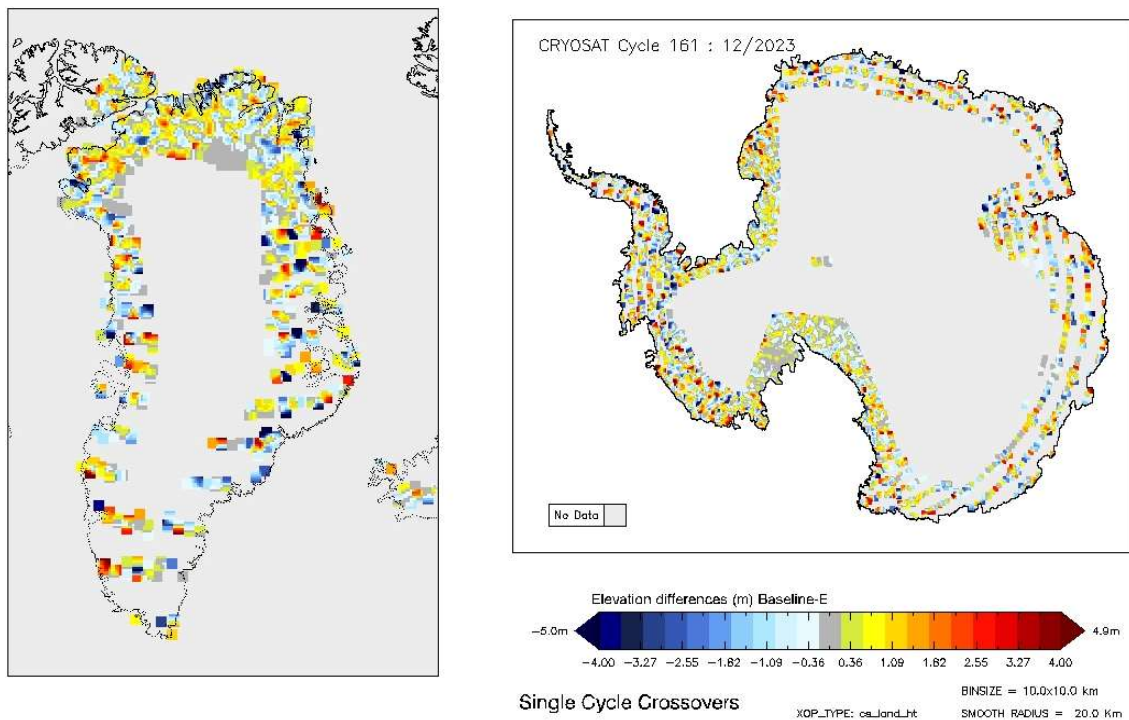 CRYOSAT Cycle 161 : 12/2023
No Data
Elevation differences (m) Baseline-E
-5.0m
4.9m
-4.00 -3.27 -2.55 -1.82 -1.09 -0.36 0.36 1.09 1.82 2.55 3.27 4.00
Single Cycle Crossovers
BINSIZE = 10.0x10.0 km
XOP_TYPE: cs_land_ht SMOOTH RADIUS = 20.0 Km